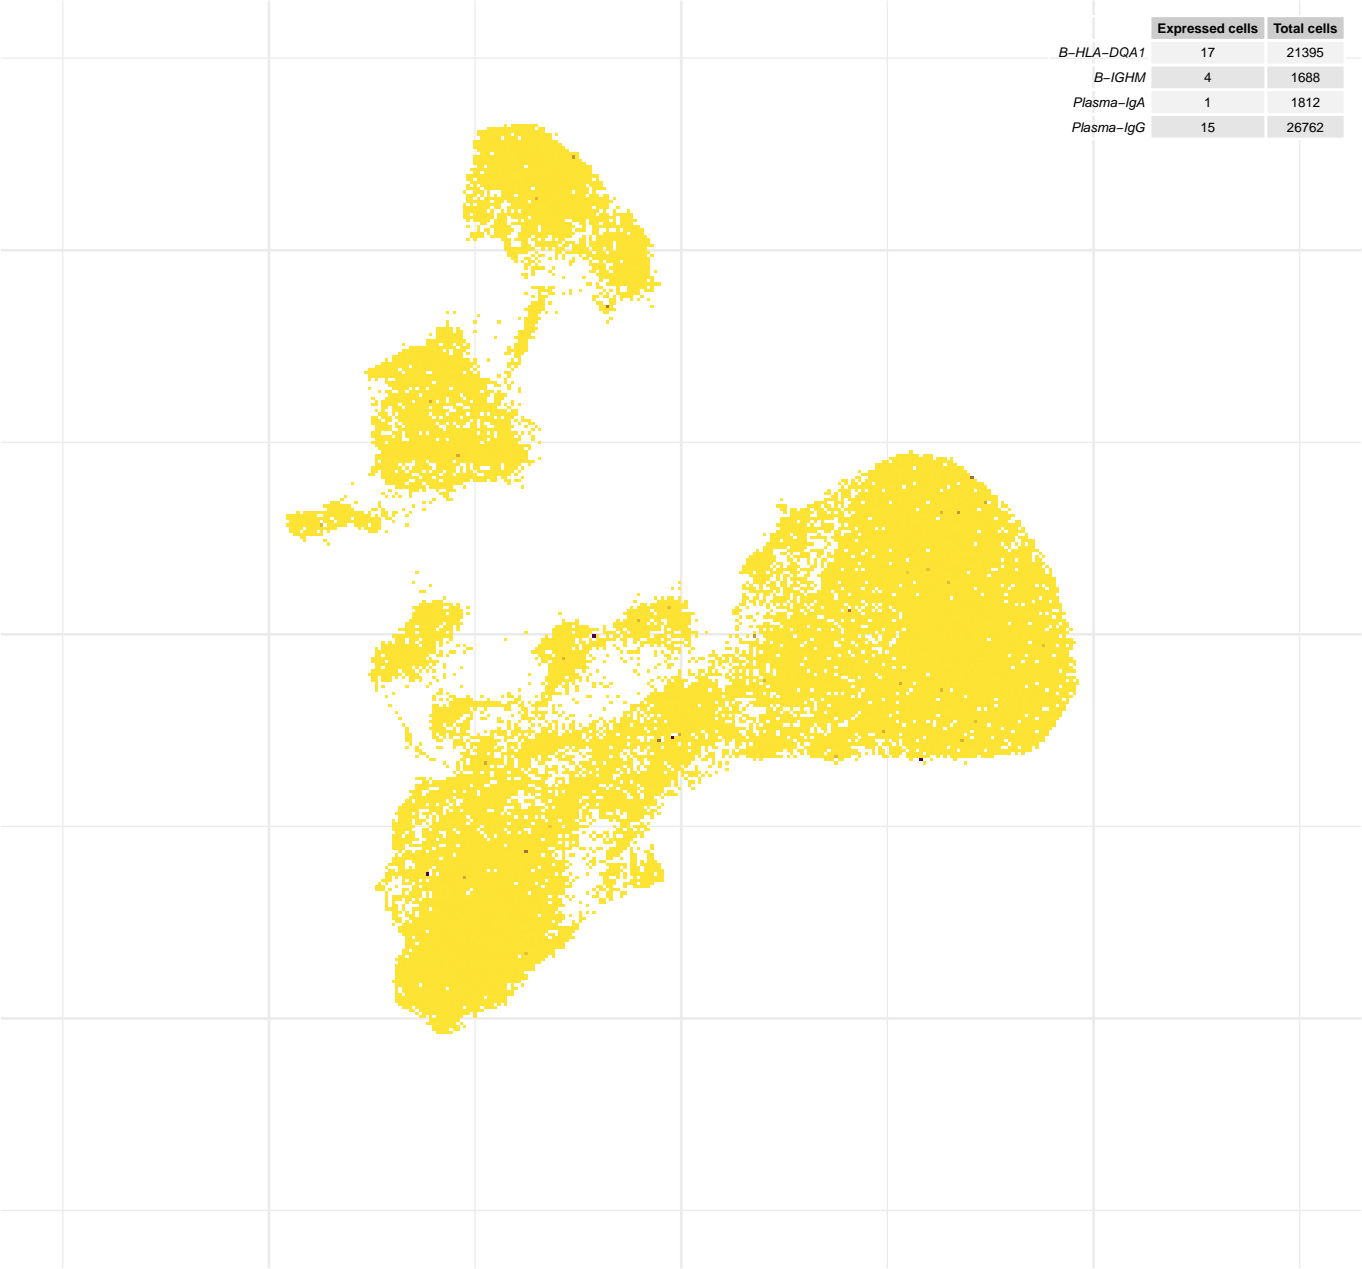 Expressed cells Total cells
B−HLA−DQA1 17 21395
B−IGHM 4 1688
Plasma−IgA 1 1812
Plasma−IgG 15 26762